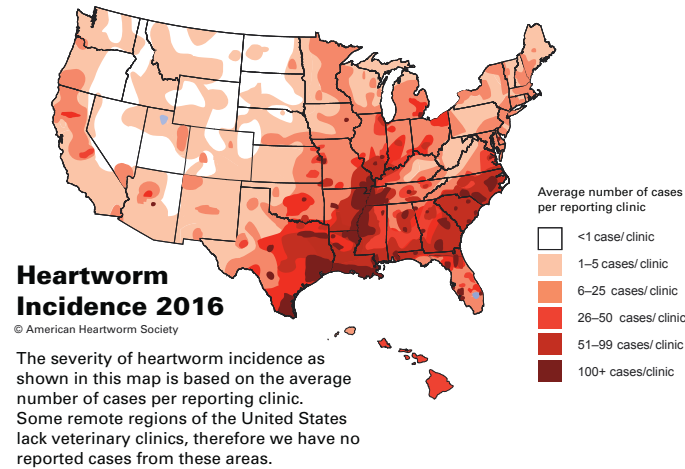 Heartworm
Incidence 2016
© American Heartworm Society
The severity of heartworm incidence as
shown in this map is based on the average
number of cases per reporting clinic.
Some remote regions of the United States
lack veterinary clinics, therefore we have no
reported cases from these areas.
Average number of cases
per reporting clinic
<1 case/clinic
1–5 cases/clinic
6–25 cases/clinic
26–50 cases/clinic
51–99 cases/clinic
100+ cases/clinic